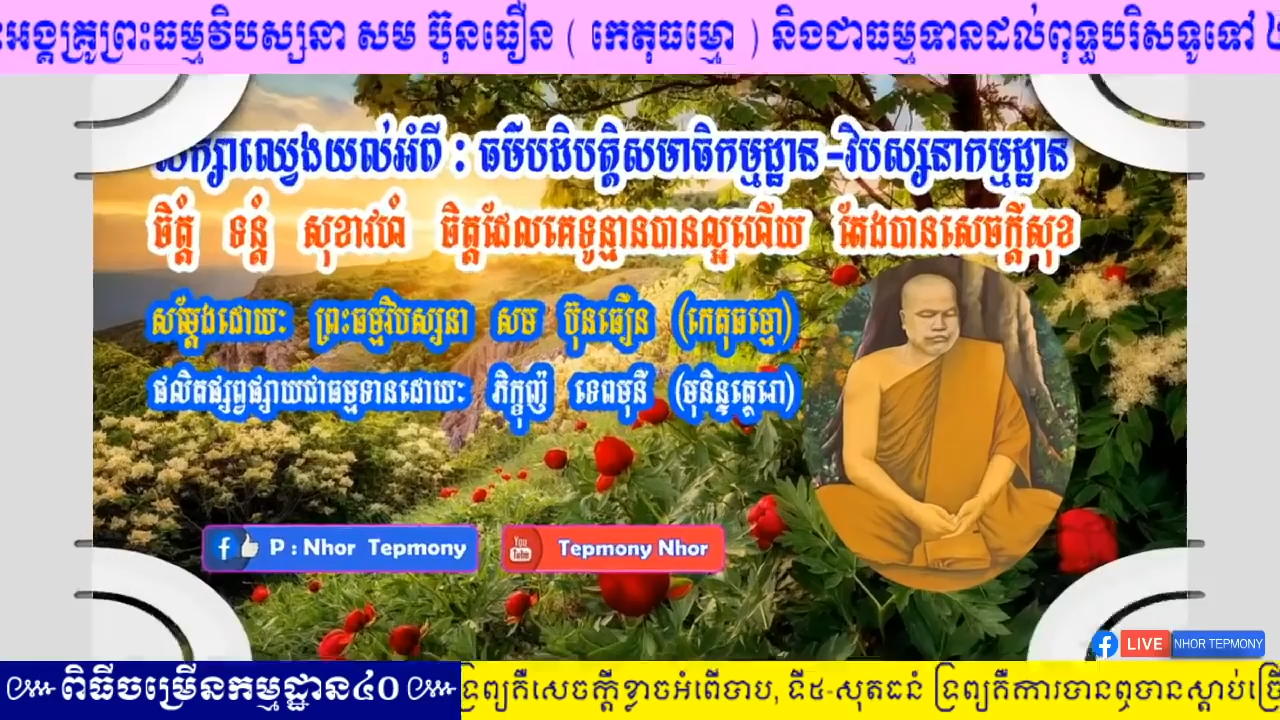 អង្គគ្រូព្រះធម្មវិបស្សនា សម ប៊ុនធឿន ( កេតុធម្មោ ) និងជាធម្មទានដល់ពុទ្ធបរិសទូទៅ
សិក្សាឈ្វេងយល់អំពី : ធម៌បដិបត្តិសមាធិកម្មដ្ឋាន -វិបស្សនាកម្មដ្ឋាន
ចិត្តំ ទន្តំ សុខាវហំ ចិត្តដែលគេទូន្មានបានល្អហើយ តែងបានសេចក្តីសុខ
សម្តែងដោយៈ ព្រះធម្មវិបស្សនា សម ប៊ុនធឿន (កេតុធម្មោ)
ផលិតផ្សព្វផ្សាយជាធម្មទានដោយៈ ភិក្ខុញ៉ ទេពមុនី (មុនិន្ទត្ថេរោ)
P : Nhor Tepmony
You Tube Tepmony Nhor
LIVE NHOR TEPMONY
ពិធីចម្រើនកម្មដ្ឋាន៤០ ទ្រព្យគឺសេចក្តីខ្លាចអំពើបាប, ទី៥-សុតធនំ ទ្រព្យគឺការបានឮបានស្តាប់ច្រើ